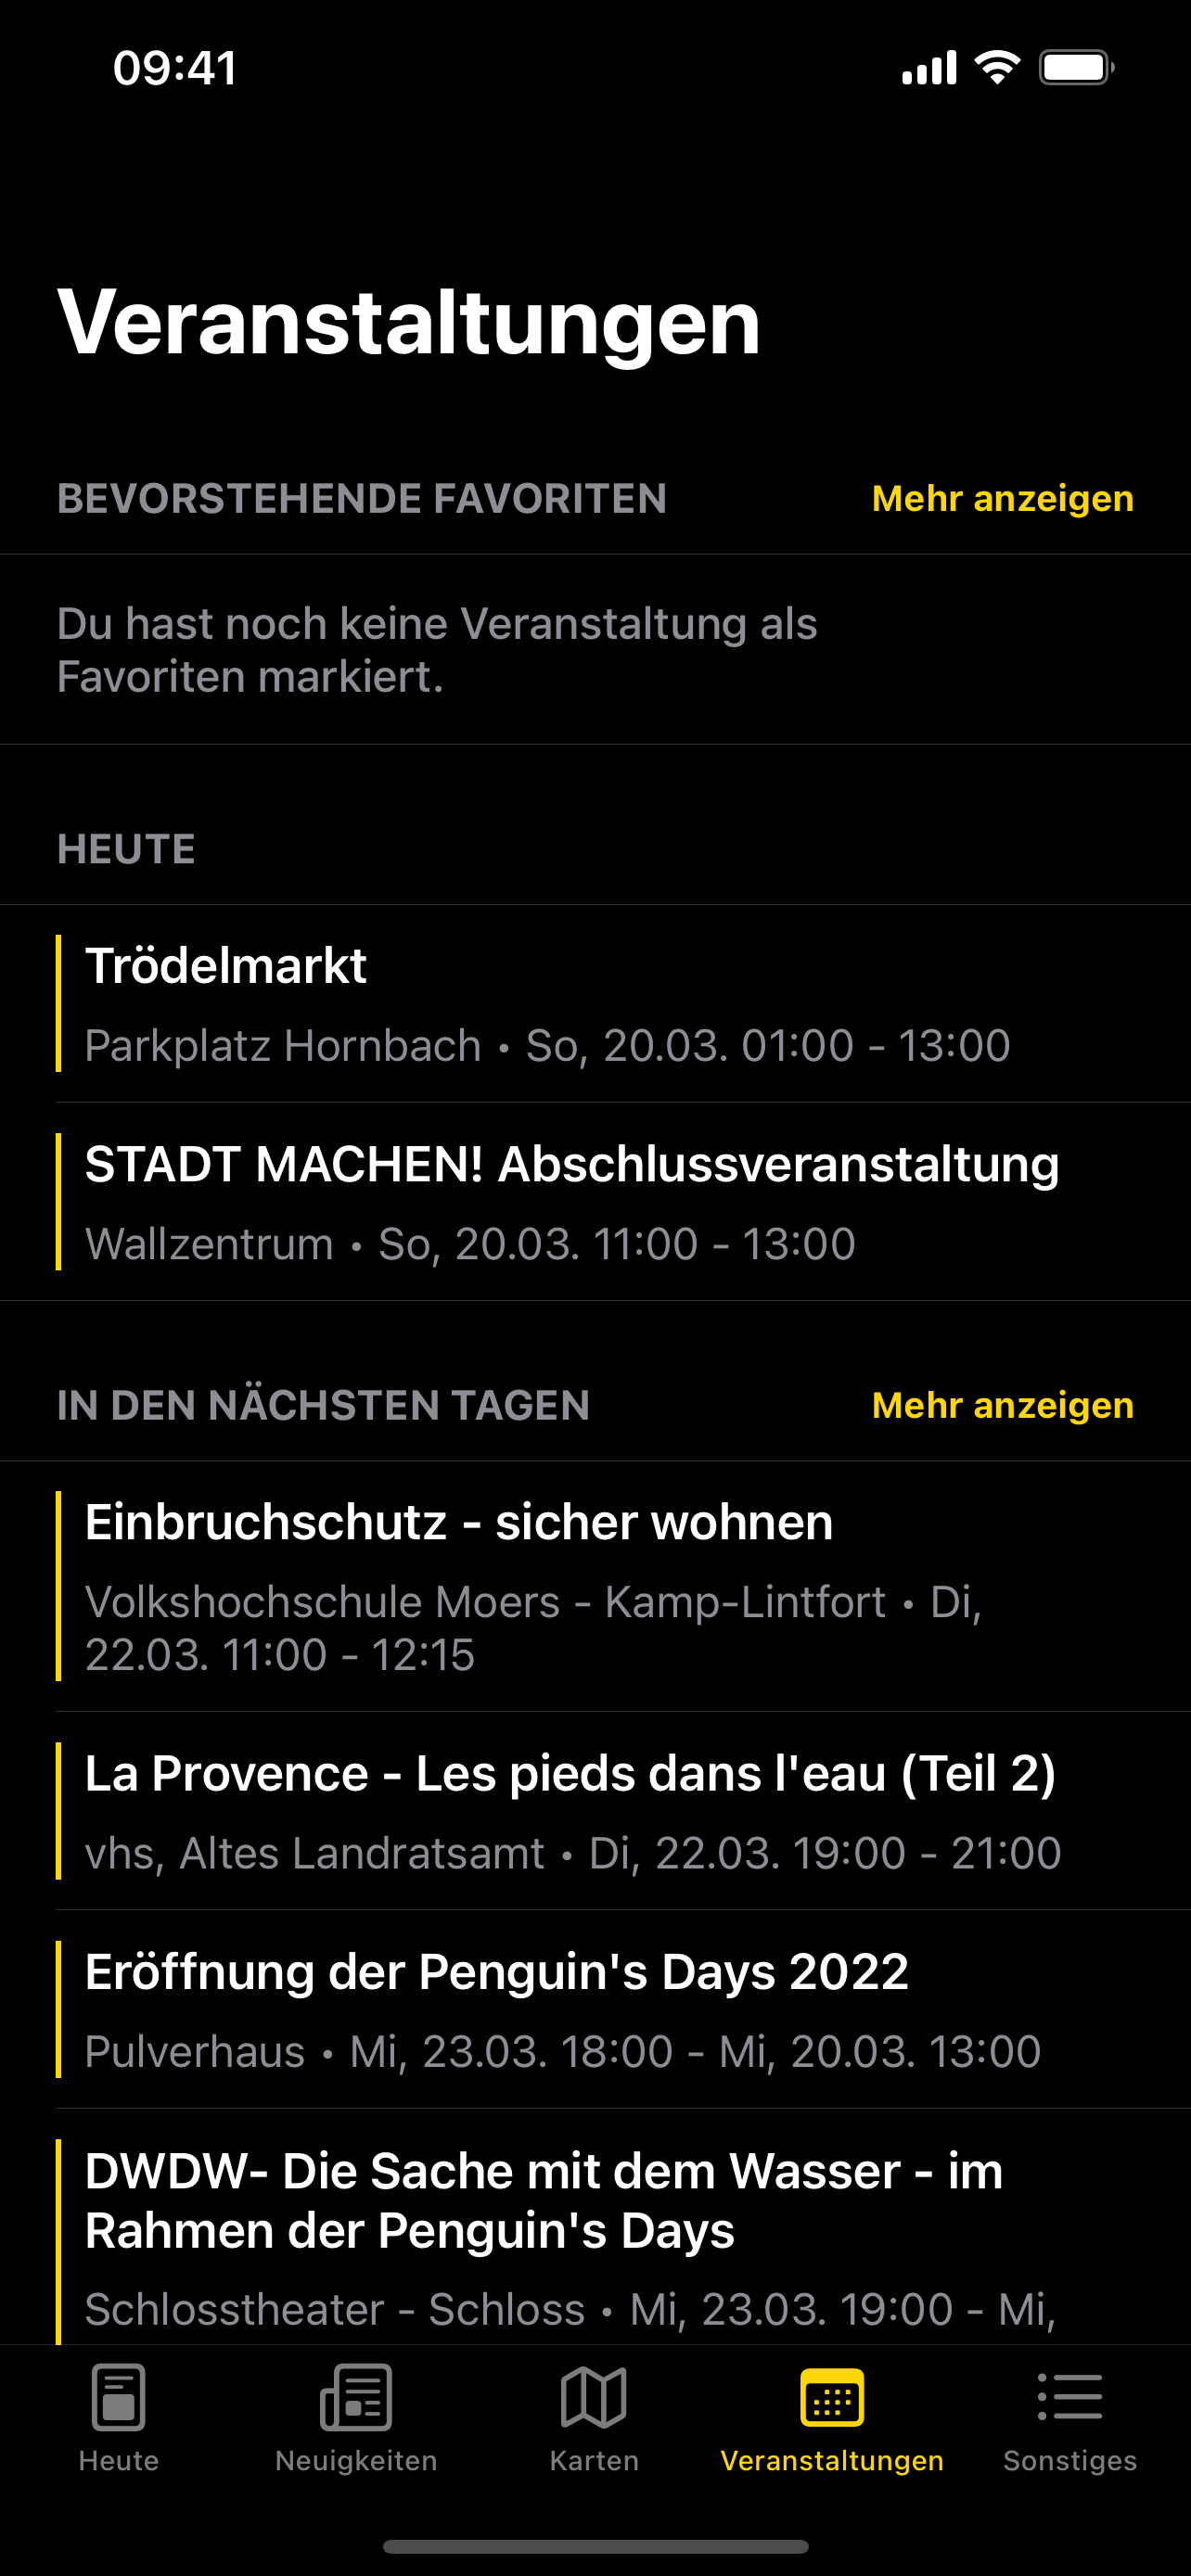 09:41
Veranstaltungen
BEVORSTEHENDE FAVORITEN
Mehr anzeigen
Du hast noch keine Veranstaltung als
Favoriten markiert.
HEUTE
Trödelmarkt
Parkplatz Hornbach • So, 20.03. 01:00 - 13:00
STADT MACHEN! Abschlussveranstaltung
Wallzentrum • So, 20.03. 11:00 - 13:00
IN DEN NÄCHSTEN TAGEN
Mehr anzeigen
Einbruchschutz - sicher wohnen
Volkshochschule Moers - Kamp-Lintfort • Di,
22.03. 11:00 - 12:15
La Provence - Les pieds dans l'eau (Teil 2)
vhs, Altes Landratsamt • Di, 22.03. 19:00 - 21:00
Eröffnung der Penguin's Days 2022
Pulverhaus • Mi, 23.03. 18:00 - Mi, 20.03. 13:00
DWDW- Die Sache mit dem Wasser - im
Rahmen der Penguin's Days
Schlosstheater - Schloss • Mi, 23.03. 19:00 - Mi,
Heute
Neuigkeiten
Karten
Veranstaltungen
Sonstiges